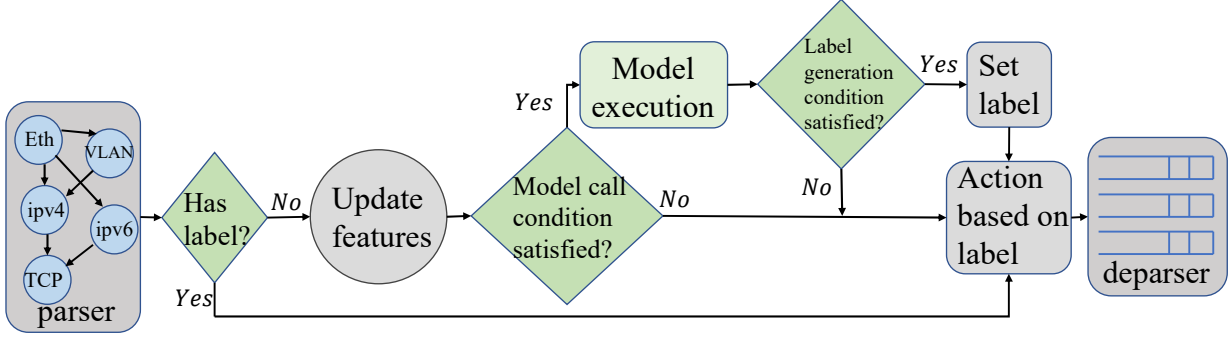 Eth
VLAN
ipv4
ipv6
TCP
parser
Has
label?
No
Yes
Update
features
Model call
condition
satisfied?
Yes
No
Model
execution
Label
generation
condition
satisfied?
Yes
No
Set
label
Action
based on
label
deparser